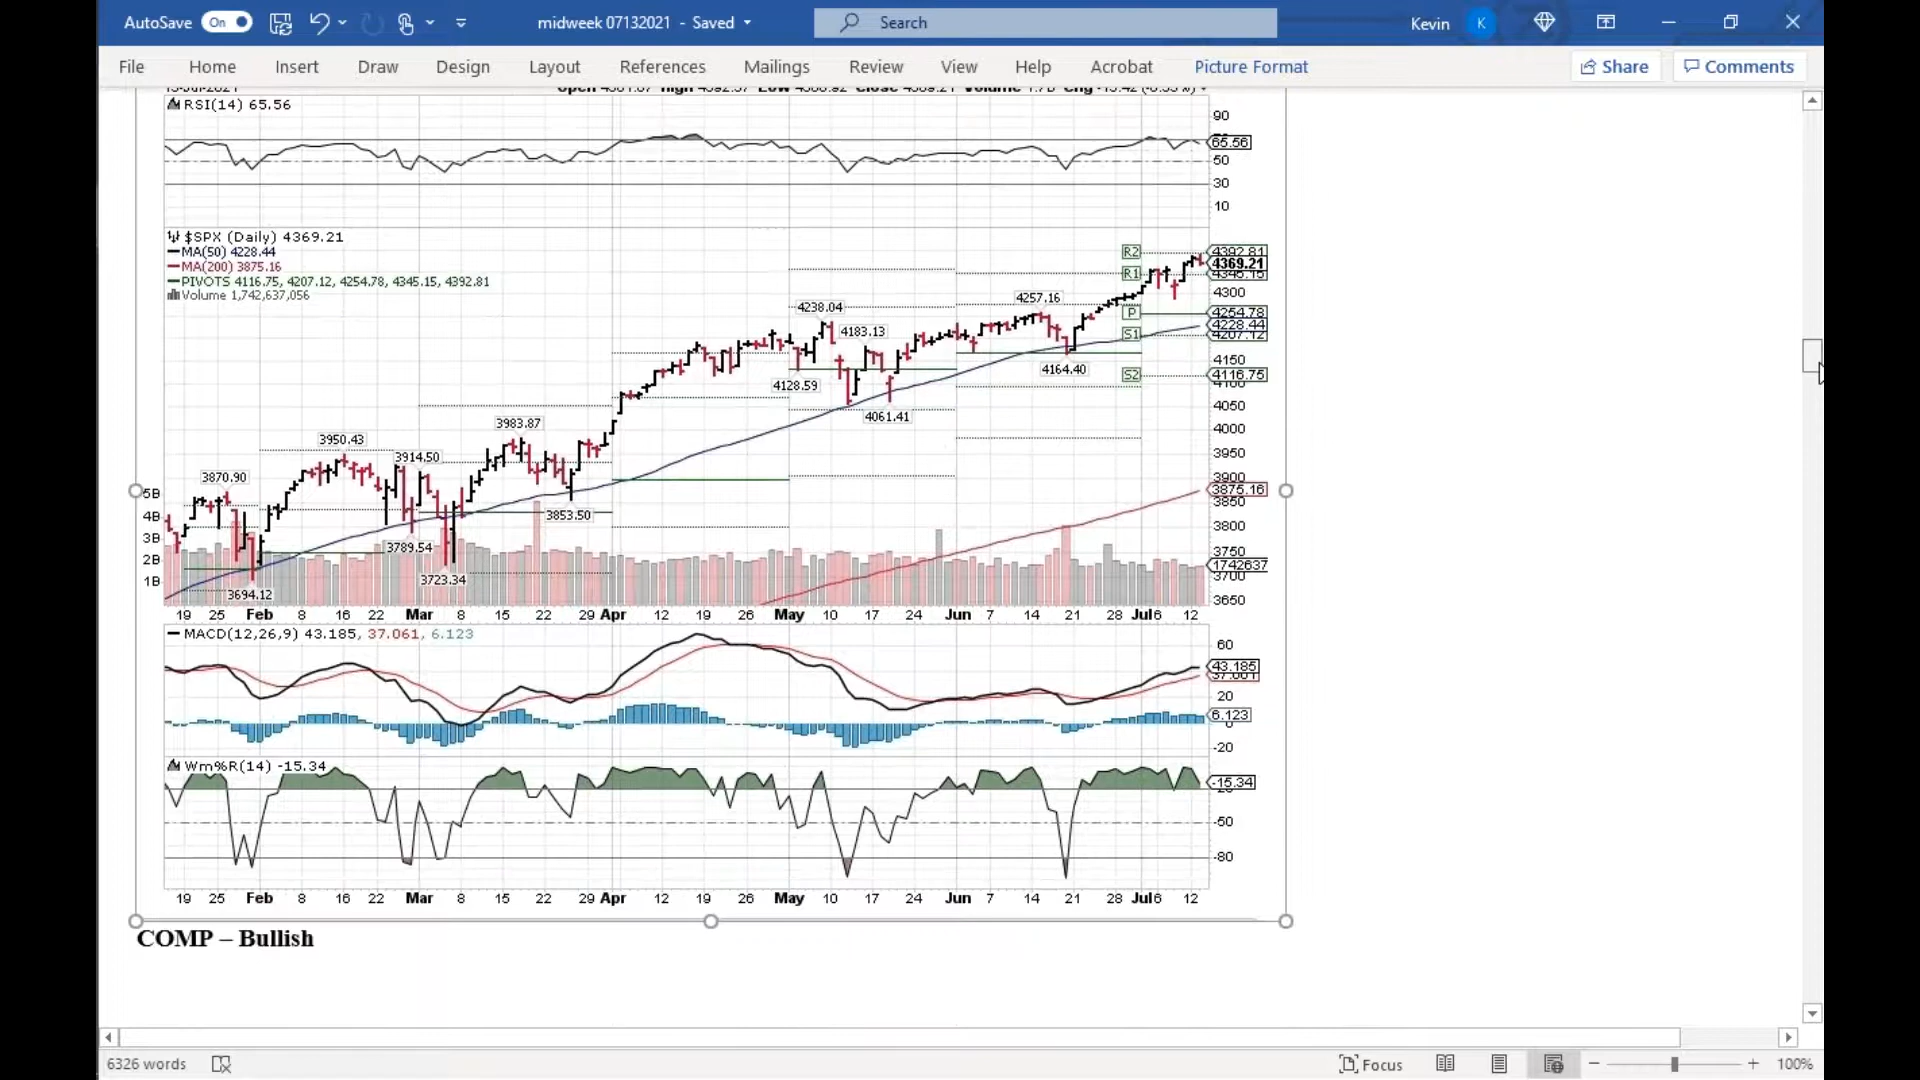 AutoSave On midweek 07132021 - Saved Search Kevin K
File Home Insert Draw Design Layout References Mailings Review View Help Acrobat Picture Format Share Comments
RSI(14) 65.56
90
65.56
50
30
10
$SPX (Daily) 4369.21
MA(50) 4228.44
MA(200) 3875.16
PIVOTS 4116.75, 4207.12, 4254.78, 4345.15, 4392.81
Volume 1,742,637,056
R2 4392.81
4369.21
R1 4345.15
4300
P 4254.78
4228.44
S1 4207.12
4150
S2 4116.75
4100
4050
4000
3950
3900
3875.16
3850
3800
3750
1742637
3700
3650
4257.16
4238.04
4183.13
4164.40
4128.59
4061.41
3983.87
3950.43
3914.50
3870.90
3853.50
3789.54
3723.34
3694.12
5B
4B
3B
2B
1B
19 25 Feb 8 16 22 Mar 8 15 22 29 Apr 12 19 26 May 10 17 24 Jun 7 14 21 28 Jul 6 12
MACD(12,26,9) 43.185, 37.061, 6.123
60
43.185
37.061
20
6.123
0
-20
Wm%R(14) -15.34
-15.34
-50
-80
19 25 Feb 8 16 22 Mar 8 15 22 29 Apr 12 19 26 May 10 17 24 Jun 7 14 21 28 Jul 6 12
COMP – Bullish
6326 words Focus 100%